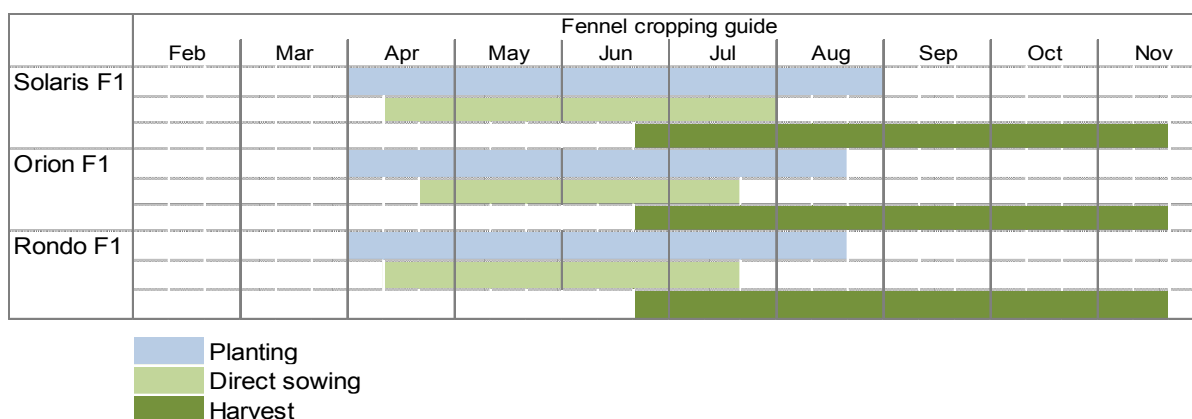 Fennel cropping guide
Feb Mar Apr May Jun Jul Aug Sep Oct Nov
Solaris F1
Orion F1
Rondo F1
Planting
Direct sowing
Harvest